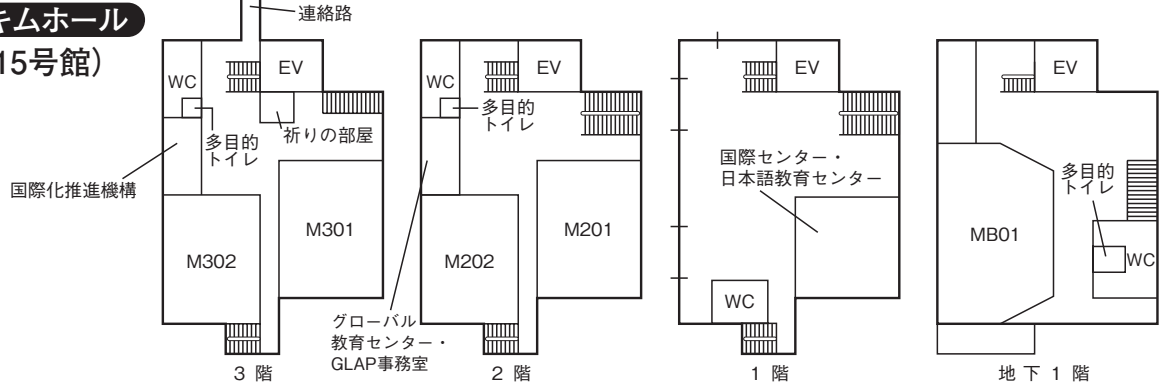 キムホール
15号館）
連絡路
WC
EV
多目的
トイレ
祈りの部屋
国際化推進機構
M301
M302
3 階
WC
EV
多目的
トイレ
M201
M202
グローバル
教育センター・
GLAP事務室
2 階
EV
国際センター・
日本語教育センター
WC
1 階
EV
多目的
トイレ
MB01
WC
地 下 1 階